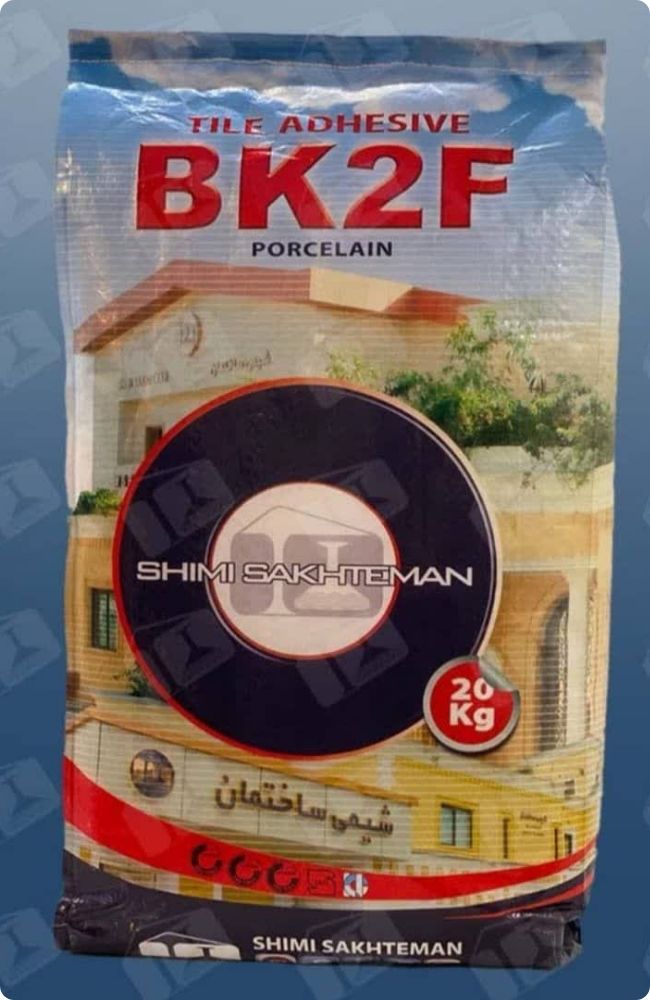 TILE ADHESIVE
BK2F
PORCELAIN
SHIMI SAKHTEMAN
20
Kg
شیمی ساختمان
SHIMI SAKHTEMAN